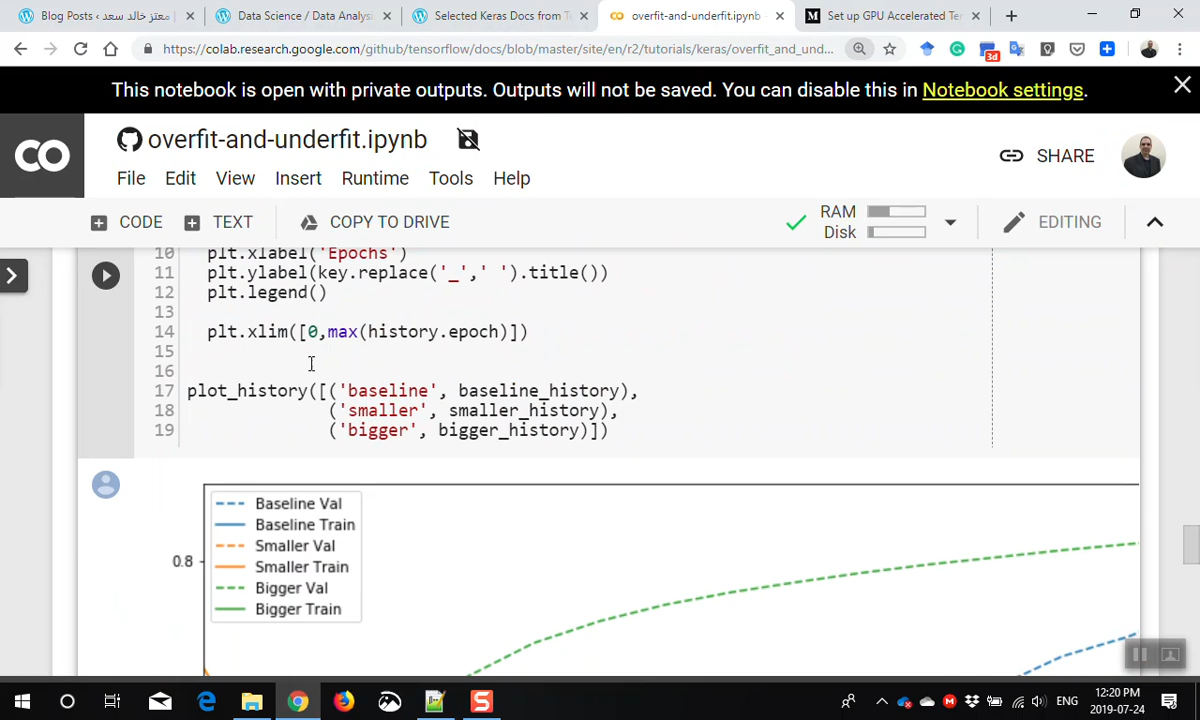 Blog Posts ‹ معتز خالد سعد |
Data Science / Data Analysi
Selected Keras Docs from T
overfit-and-underfit.ipynb
Set up GPU Accelerated Te
https://colab.research.google.com/github/tensorflow/docs/blob/master/site/en/r2/tutorials/keras/overfit_and_und...
3d
This notebook is open with private outputs. Outputs will not be saved. You can disable this in Notebook settings.
CO
overfit-and-underfit.ipynb
SHARE
File Edit View Insert Runtime Tools Help
CODE TEXT COPY TO DRIVE
RAM
Disk
EDITING
10 plt.xlabel('Epochs')
11 plt.ylabel(key.replace('_',' ').title())
12 plt.legend()
13
14 plt.xlim([0,max(history.epoch)])
15
16
17 plot_history([('baseline', baseline_history),
18 ('smaller', smaller_history),
19 ('bigger', bigger_history)])
Baseline Val
Baseline Train
Smaller Val
Smaller Train
Bigger Val
Bigger Train
0.8
ENG
12:20 PM
2019-07-24